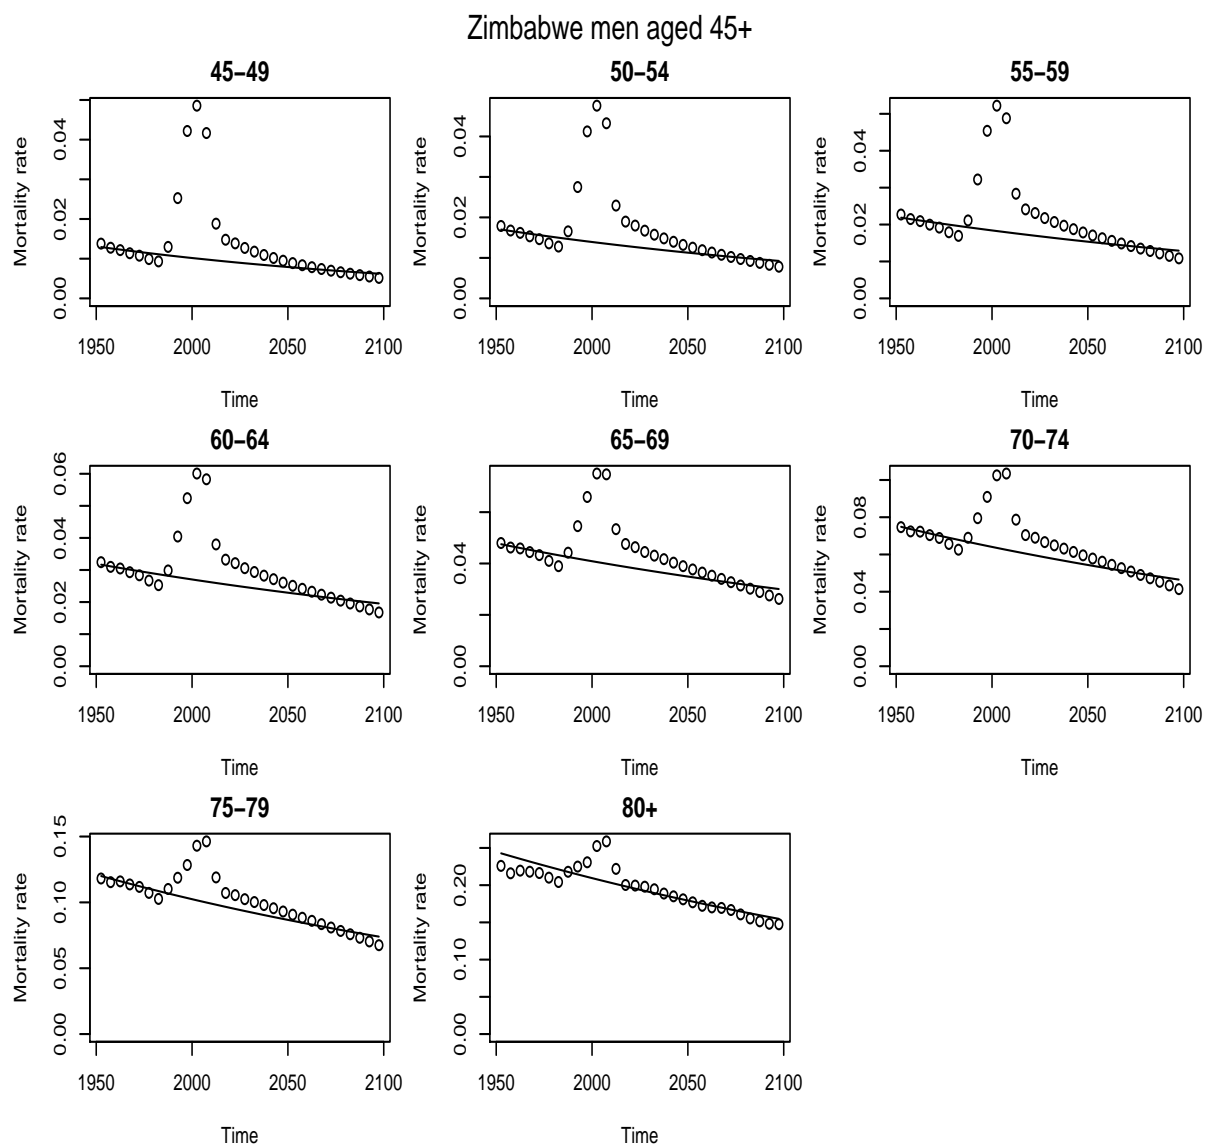 Zimbabwe men aged 45+
45–49
50–54
55–59
Mortality rate
0.00 0.02 0.04
1950 2000 2050 2100
Time
Mortality rate
0.00 0.02 0.04
1950 2000 2050 2100
Time
Mortality rate
0.00 0.02 0.04
1950 2000 2050 2100
Time
60–64
65–69
70–74
Mortality rate
0.00 0.02 0.04 0.06
1950 2000 2050 2100
Time
Mortality rate
0.00 0.04
1950 2000 2050 2100
Time
Mortality rate
0.00 0.04 0.08
1950 2000 2050 2100
Time
75–79
80+
Mortality rate
0.00 0.05 0.10 0.15
1950 2000 2050 2100
Time
Mortality rate
0.00 0.10 0.20
1950 2000 2050 2100
Time